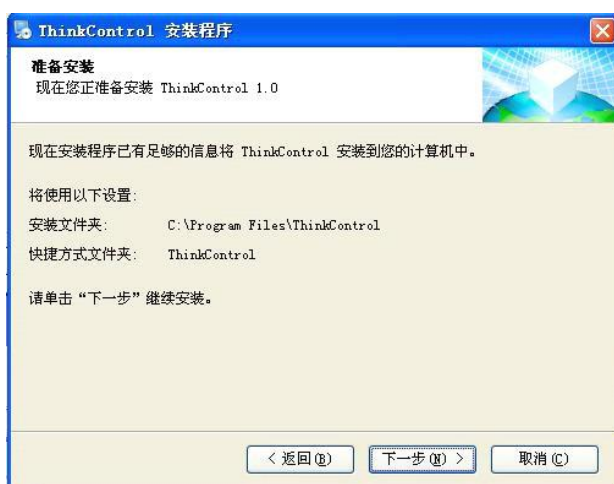 ThinkControl 安装程序
准备安装
现在您正准备安装 ThinkControl 1.0
现在安装程序已有足够的信息将 ThinkControl 安装到您的计算机中。
将使用以下设置:
安装文件夹: C:\Program Files\ThinkControl
快捷方式文件夹: ThinkControl
请单击“下一步”继续安装。
< 返回(B) 下一步(N) > 取消(C)